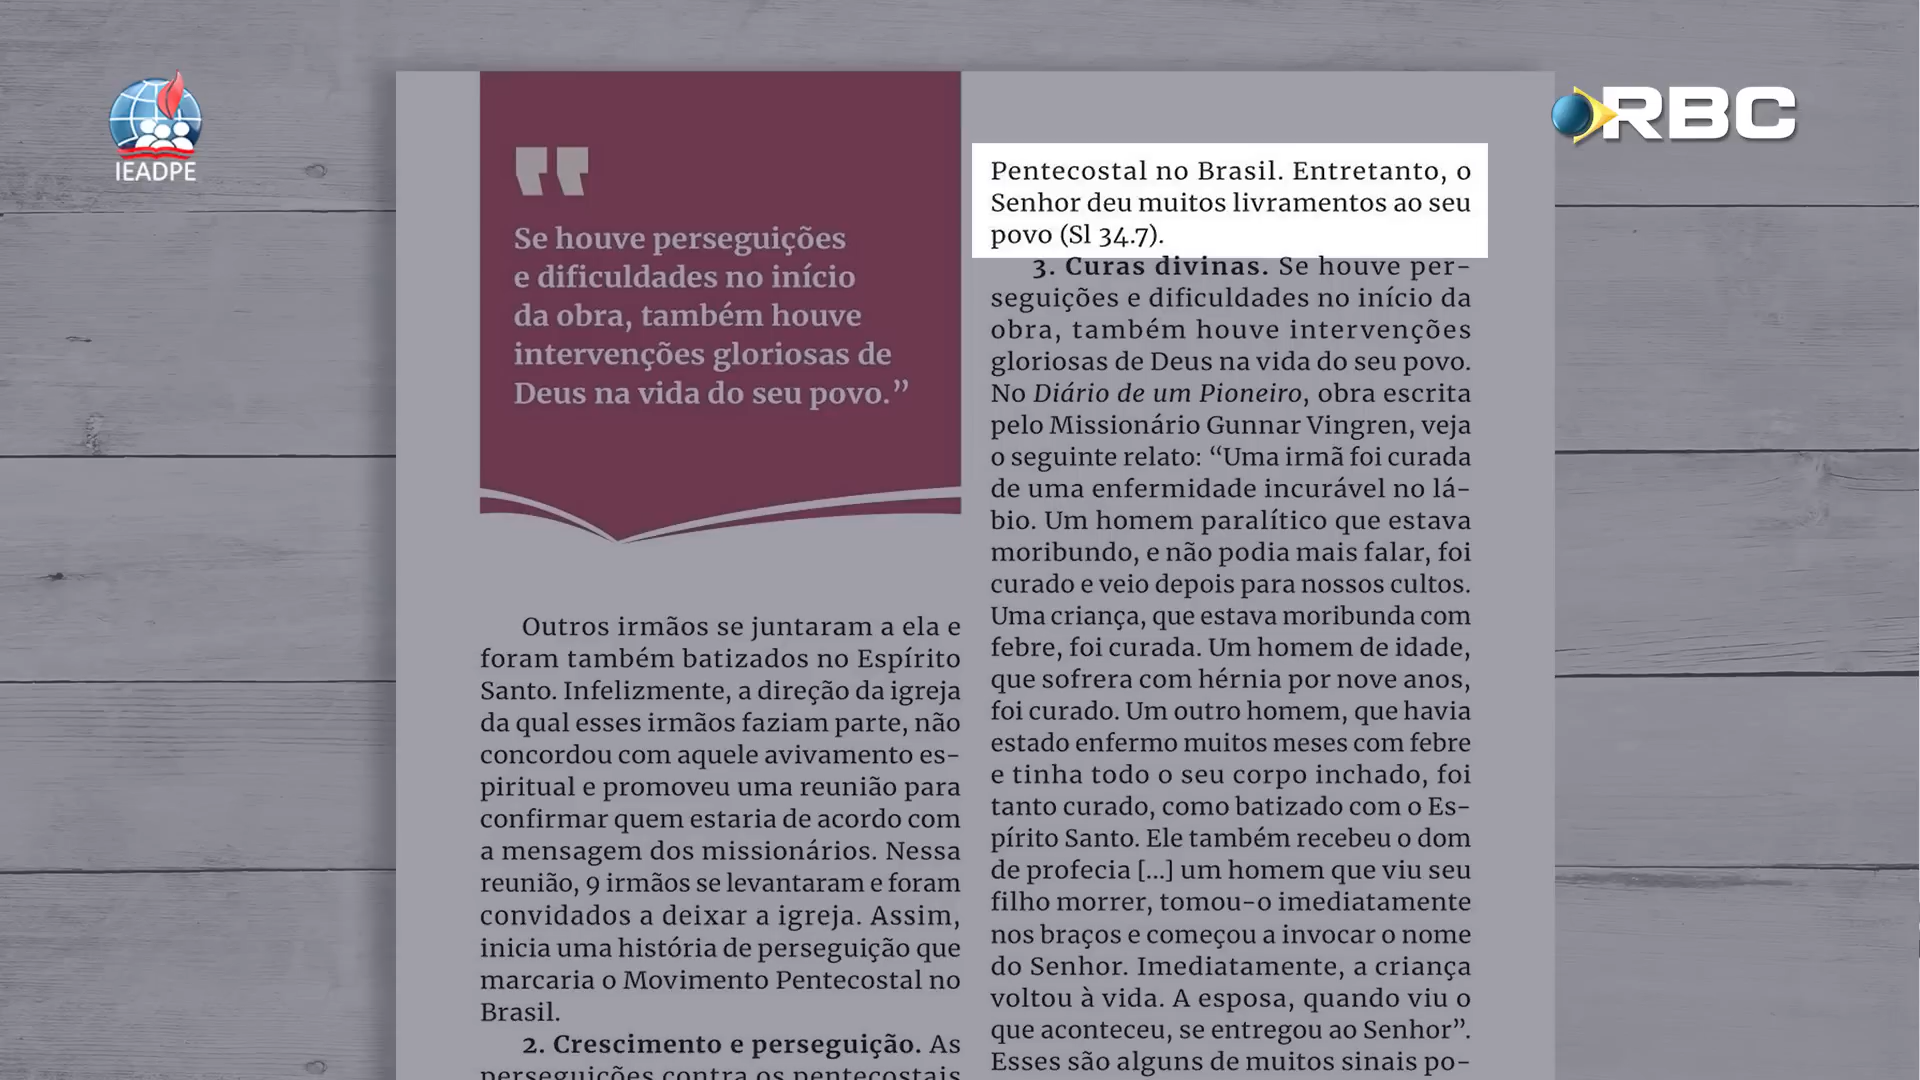 IEADPE
RBC
Se houve perseguições
e dificuldades no início
da obra, também houve
intervenções gloriosas de
Deus na vida do seu povo.”
Outros irmãos se juntaram a ela e
foram também batizados no Espírito
Santo. Infelizmente, a direção da igreja
da qual esses irmãos faziam parte, não
concordou com aquele avivamento es-
piritual e promoveu uma reunião para
confirmar quem estaria de acordo com
a mensagem dos missionários. Nessa
reunião, 9 irmãos se levantaram e foram
convidados a deixar a igreja. Assim,
inicia uma história de perseguição que
marcaria o Movimento Pentecostal no
Brasil.
2. Crescimento e perseguição. As
perseguições contra os pentecostais
Pentecostal no Brasil. Entretanto, o
Senhor deu muitos livramentos ao seu
povo (Sl 34.7).
3. Curas divinas. Se houve per-
seguições e dificuldades no início da
obra, também houve intervenções
gloriosas de Deus na vida do seu povo.
No Diário de um Pioneiro, obra escrita
pelo Missionário Gunnar Vingren, veja
o seguinte relato: “Uma irmã foi curada
de uma enfermidade incurável no lá-
bio. Um homem paralítico que estava
moribundo, e não podia mais falar, foi
curado e veio depois para nossos cultos.
Uma criança, que estava moribunda com
febre, foi curada. Um homem de idade,
que sofrera com hérnia por nove anos,
foi curado. Um outro homem, que havia
estado enfermo muitos meses com febre
e tinha todo o seu corpo inchado, foi
tanto curado, como batizado com o Es-
pírito Santo. Ele também recebeu o dom
de profecia [...] um homem que viu seu
filho morrer, tomou-o imediatamente
nos braços e começou a invocar o nome
do Senhor. Imediatamente, a criança
voltou à vida. A esposa, quando viu o
que aconteceu, se entregou ao Senhor”.
Esses são alguns de muitos sinais po-